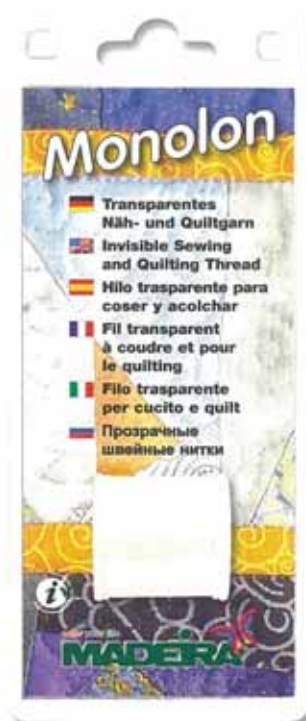 Monolon
Transparentes
Näh- und Quiltgarn
Invisible Sewing
and Quilting Thread
Hilo trasparente para
coser y acolchar
Fil transparent
à coudre et pour
le quilting
Filo trasparente
per cucito e quilt
Прозрачные
швейные нитки
i
MADEIRA